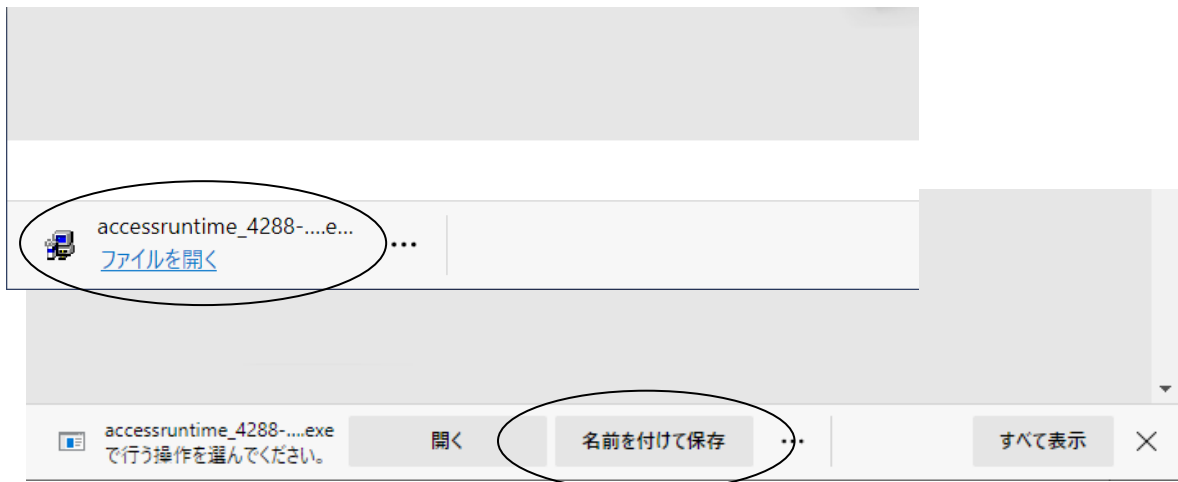 accessruntime_4288-....e...
ファイルを開く
accessruntime_4288-....exe
で行う操作を選んでください。
開く
名前を付けて保存
すべて表示